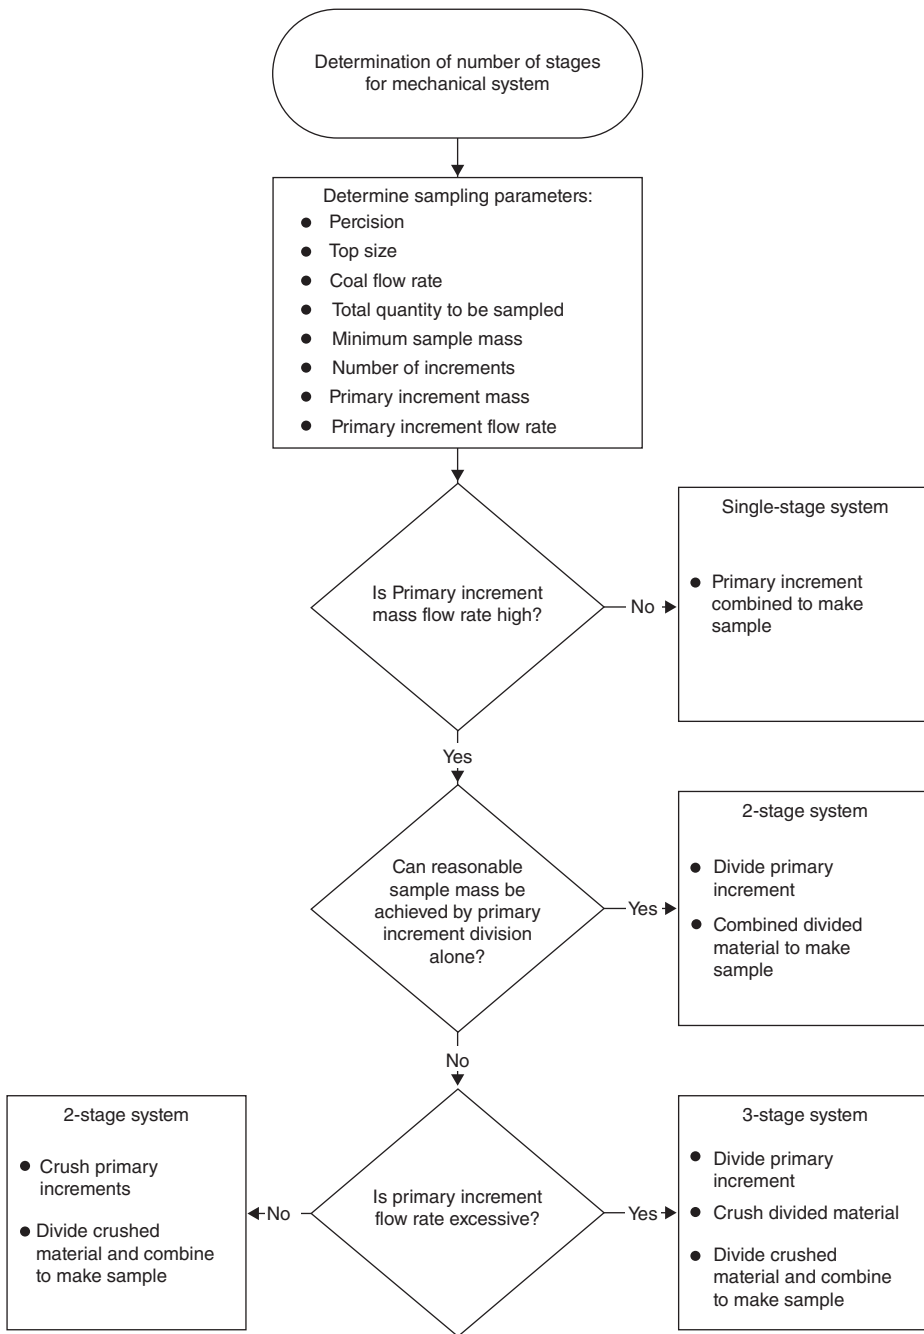 Determination of number of stages
for mechanical system
Determine sampling parameters:
● Percision
● Top size
● Coal flow rate
● Total quantity to be sampled
● Minimum sample mass
● Number of increments
● Primary increment mass
● Primary increment flow rate
Is Primary increment
mass flow rate high?
No
Single-stage system
● Primary increment
combined to make
sample
Yes
Can reasonable
sample mass be
achieved by primary
increment division
alone?
Yes
2-stage system
● Divide primary
increment
● Combined divided
material to make
sample
No
Is primary increment
flow rate excessive?
No
2-stage system
● Crush primary
increments
● Divide crushed
material and combine
to make sample
Yes
3-stage system
● Divide primary
increment
● Crush divided material
● Divide crushed
material and combine
to make sample